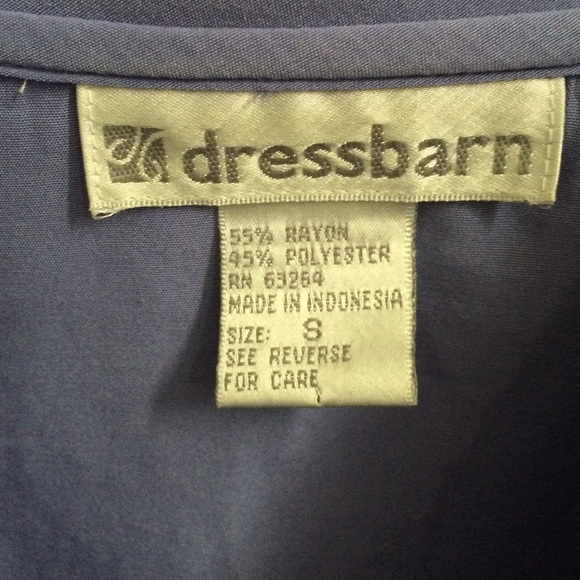 dressbarn
55% RAYON
45% POLYESTER
RN 63264
MADE IN INDONESIA
SIZE: S
SEE REVERSE
FOR CARE